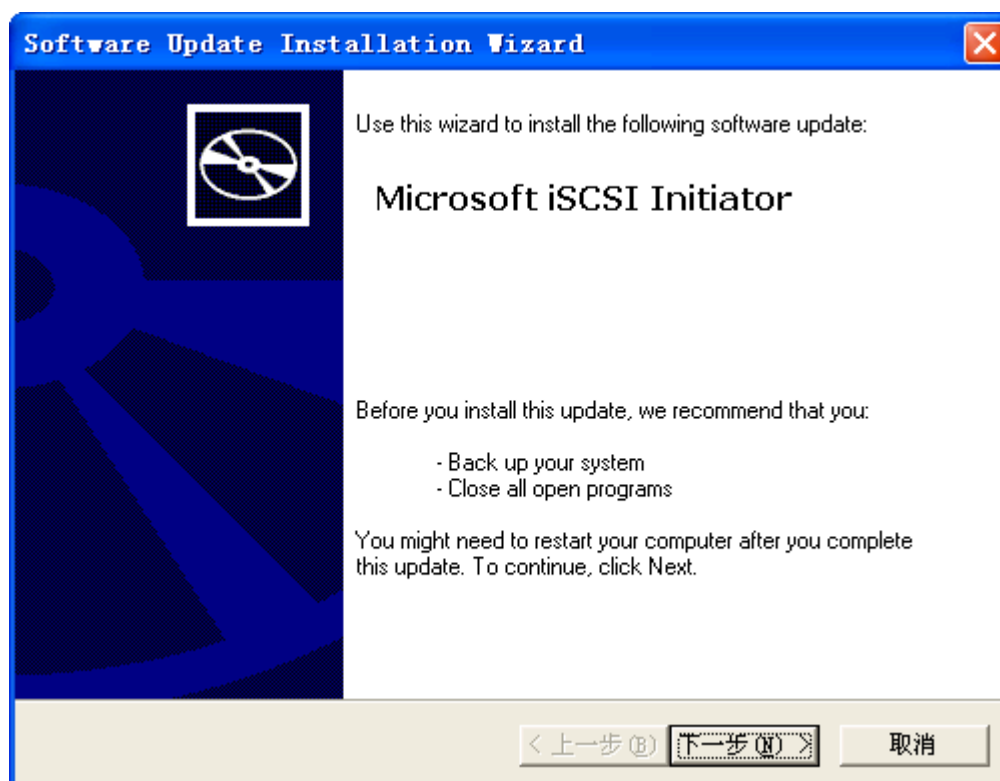 Software Update Installation Wizard
Use this wizard to install the following software update:
Microsoft iSCSI Initiator
Before you install this update, we recommend that you:
- Back up your system
- Close all open programs
You might need to restart your computer after you complete
this update. To continue, click Next.
< 上一步(B) 下一步(N) > 取消